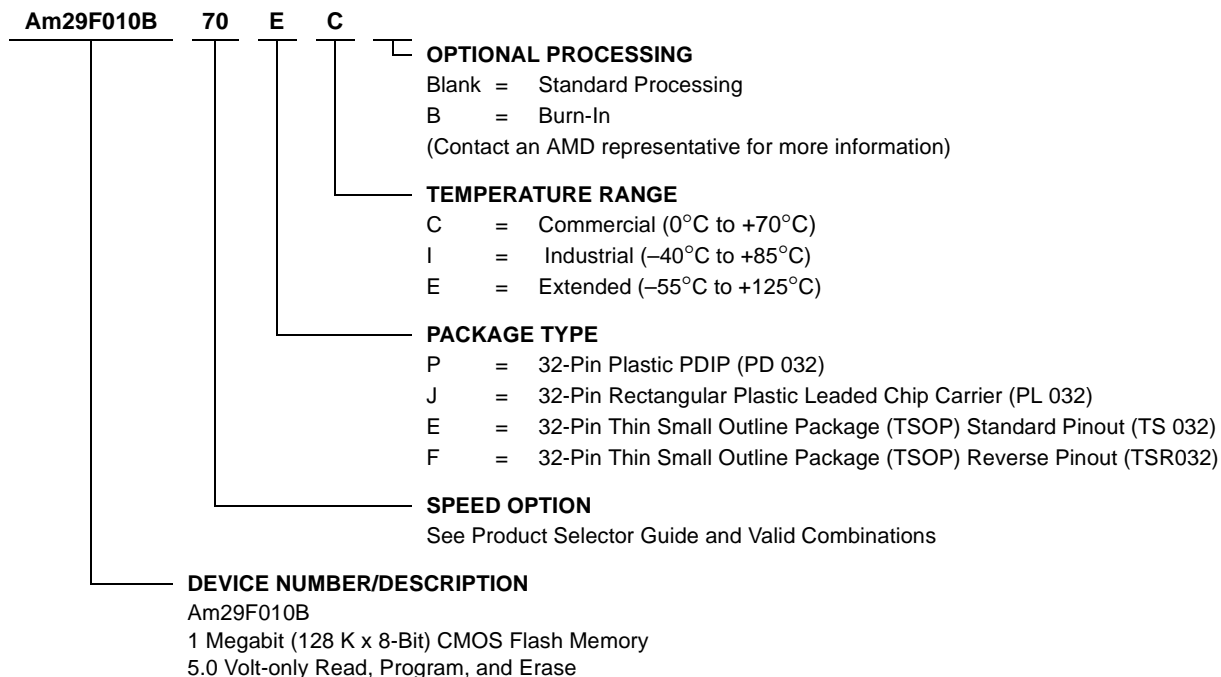 Am29F010B 70 E C
OPTIONAL PROCESSING
Blank = Standard Processing
B = Burn-In
(Contact an AMD representative for more information)
TEMPERATURE RANGE
C = Commercial (0°C to +70°C)
I = Industrial (–40°C to +85°C)
E = Extended (–55°C to +125°C)
PACKAGE TYPE
P = 32-Pin Plastic PDIP (PD 032)
J = 32-Pin Rectangular Plastic Leaded Chip Carrier (PL 032)
E = 32-Pin Thin Small Outline Package (TSOP) Standard Pinout (TS 032)
F = 32-Pin Thin Small Outline Package (TSOP) Reverse Pinout (TSR032)
SPEED OPTION
See Product Selector Guide and Valid Combinations
DEVICE NUMBER/DESCRIPTION
Am29F010B
1 Megabit (128 K x 8-Bit) CMOS Flash Memory
5.0 Volt-only Read, Program, and Erase